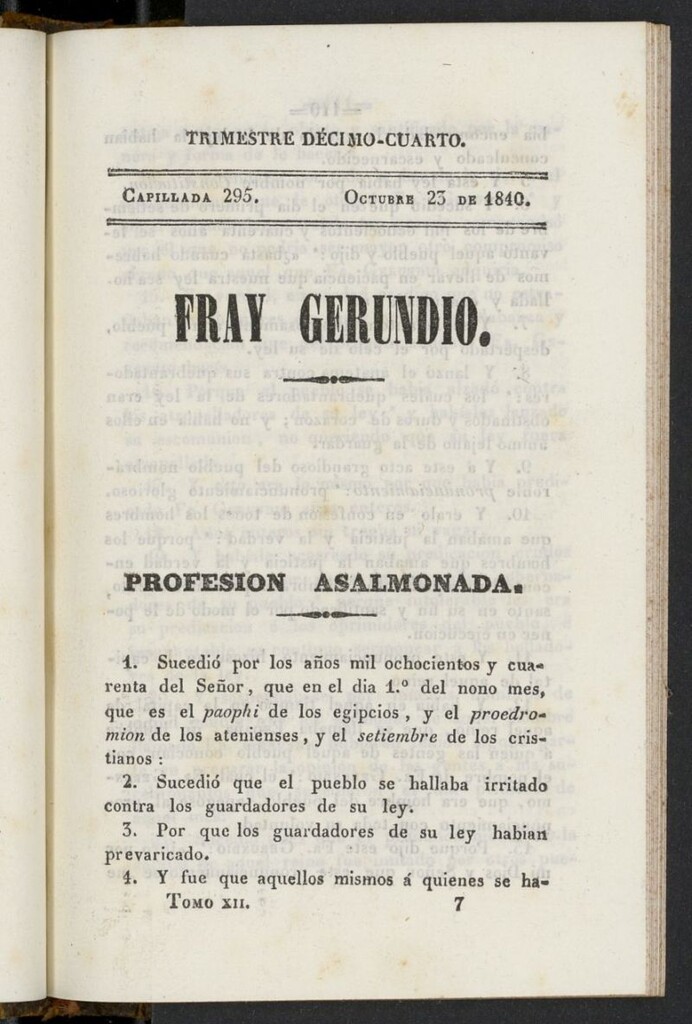 TRIMESTRE DÉCIMO-CUARTO.
CAPILLADA 295. OCTUBRE 23 DE 1840.
FRAY GERUNDIO.
PROFESION ASALMONADA.
1. Sucedió por los años mil ochocientos y cua-
renta del Señor, que en el dia 1.º del nono mes,
que es el paophi de los egipcios, y el proedro-
mion de los atenienses, y el setiembre de los cris-
tianos :
2. Sucedió que el pueblo se hallaba irritado
contra los guardadores de su ley.
3. Por que los guardadores de su ley habian
prevaricado.
4. Y fue que aquellos mismos á quienes se ha-
TOMO XII. 7